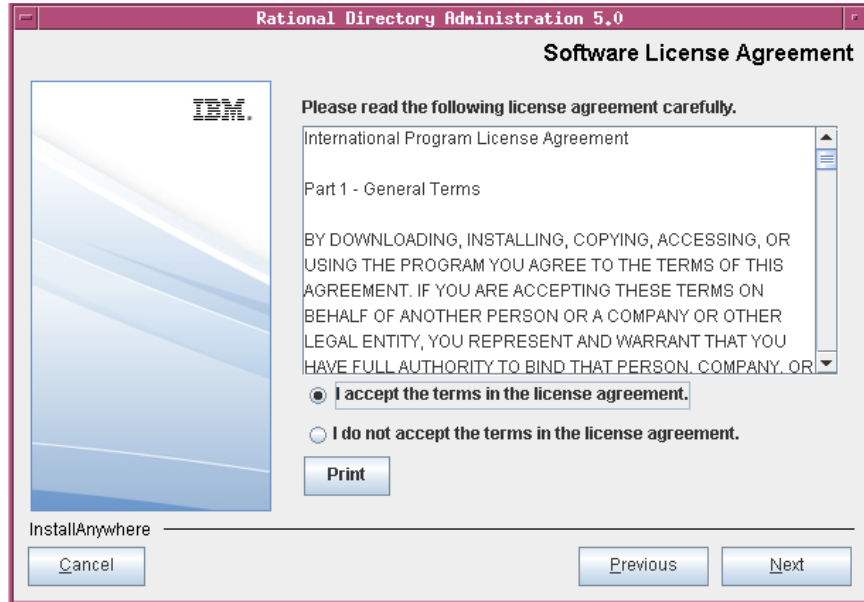 Rational Directory Administration 5.0
Software License Agreement
IBM.
Please read the following license agreement carefully.
International Program License Agreement
Part 1 - General Terms
BY DOWNLOADING, INSTALLING, COPYING, ACCESSING, OR
USING THE PROGRAM YOU AGREE TO THE TERMS OF THIS
AGREEMENT. IF YOU ARE ACCEPTING THESE TERMS ON
BEHALF OF ANOTHER PERSON OR A COMPANY OR OTHER
LEGAL ENTITY, YOU REPRESENT AND WARRANT THAT YOU
HAVE FULL AUTHORITY TO BIND THAT PERSON, COMPANY, OR
I accept the terms in the license agreement.
I do not accept the terms in the license agreement.
Print
InstallAnywhere
Cancel
Previous
Next